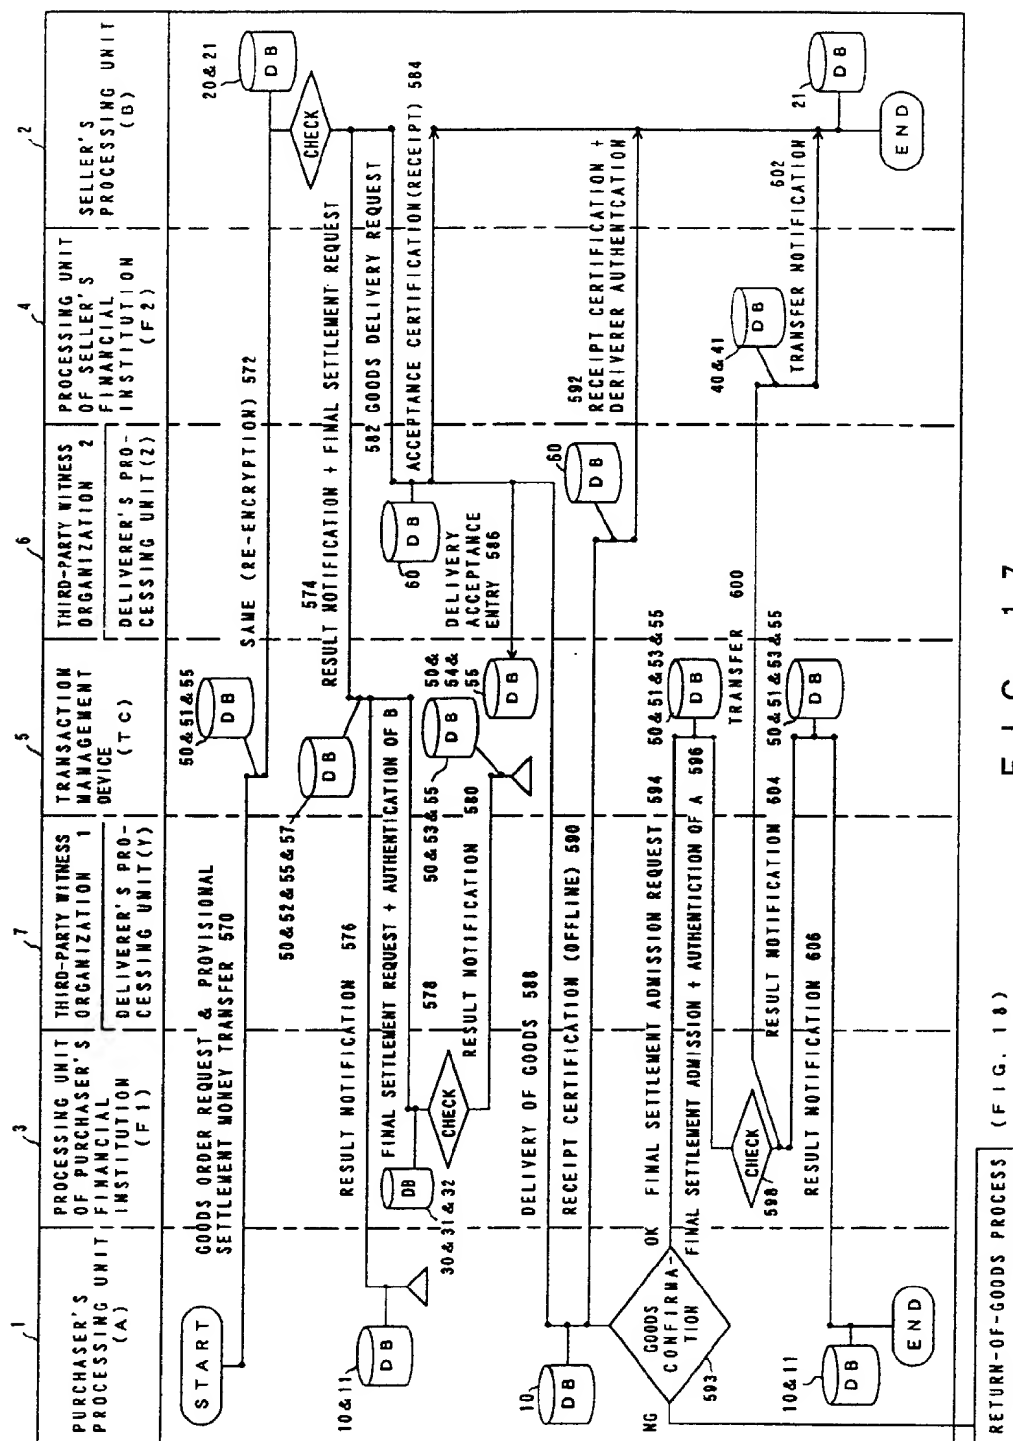 1
PURCHASER'S
PROCESSING UNIT
(A)
3
PROCESSING UNIT
OF PURCHASER'S
FINANCIAL
INSTITUTION
(F1)
7
THIRD-PARTY WITNESS
ORGANIZATION 1
DELIVERER'S PRO-
CESSING UNIT(Y)
5
TRANSACTION
MANAGEMENT
DEVICE
(TC)
6
THIRD-PARTY WITNESS
ORGANIZATION 2
DELIVERER'S PRO-
CESSING UNIT(Z)
4
PROCESSING UNIT
OF SELLER'S
FINANCIAL
INSTITUTION
(F2)
2
SELLER'S
PROCESSING UNIT
(B)
START
GOODS ORDER REQUEST & PROVISIONAL
SETTLEMENT MONEY TRANSFER 570
50&51&55
DB
SAME (RE-ENCRYPTION) 572
20&21
DB
CHECK
574
RESULT NOTIFICATION + FINAL SETTLEMENT REQUEST
50&52&55&57
DB
RESULT NOTIFICATION 576
10&11
DB
FINAL SETTLEMENT REQUEST + AUTHENTICATION OF B
578
DB
30&31&32
CHECK
RESULT NOTIFICATION 580
50&53&55
DB
582 GOODS DELIVERY REQUEST
60
DB
ACCEPTANCE CERTIFICATION(RECEIPT) 584
DELIVERY
ACCEPTANCE
ENTRY 586
50&
54&
55
DB
DELIVERY OF GOODS 588
10
DB
RECEIPT CERTIFICATION (OFFLINE) 590
60
DB
592
RECEIPT CERTIFICATION +
DERIVERER AUTHENTCATION
GOODS
CONFIRMA-
TION
593
NG
OK
FINAL SETTLEMENT ADMISSION REQUEST 594
50&51&53&55
DB
FINAL SETTLEMENT ADMISSION + AUTHENTICTION OF A 596
CHECK
598
TRANSFER 600
40&41
DB
602
TRANSFER NOTIFICATION
21
DB
END
RESULT NOTIFICATION 604
50&51&53&55
DB
RESULT NOTIFICATION 606
10&11
DB
END
RETURN-OF-GOODS PROCESS (FIG. 18)
FIG. 17